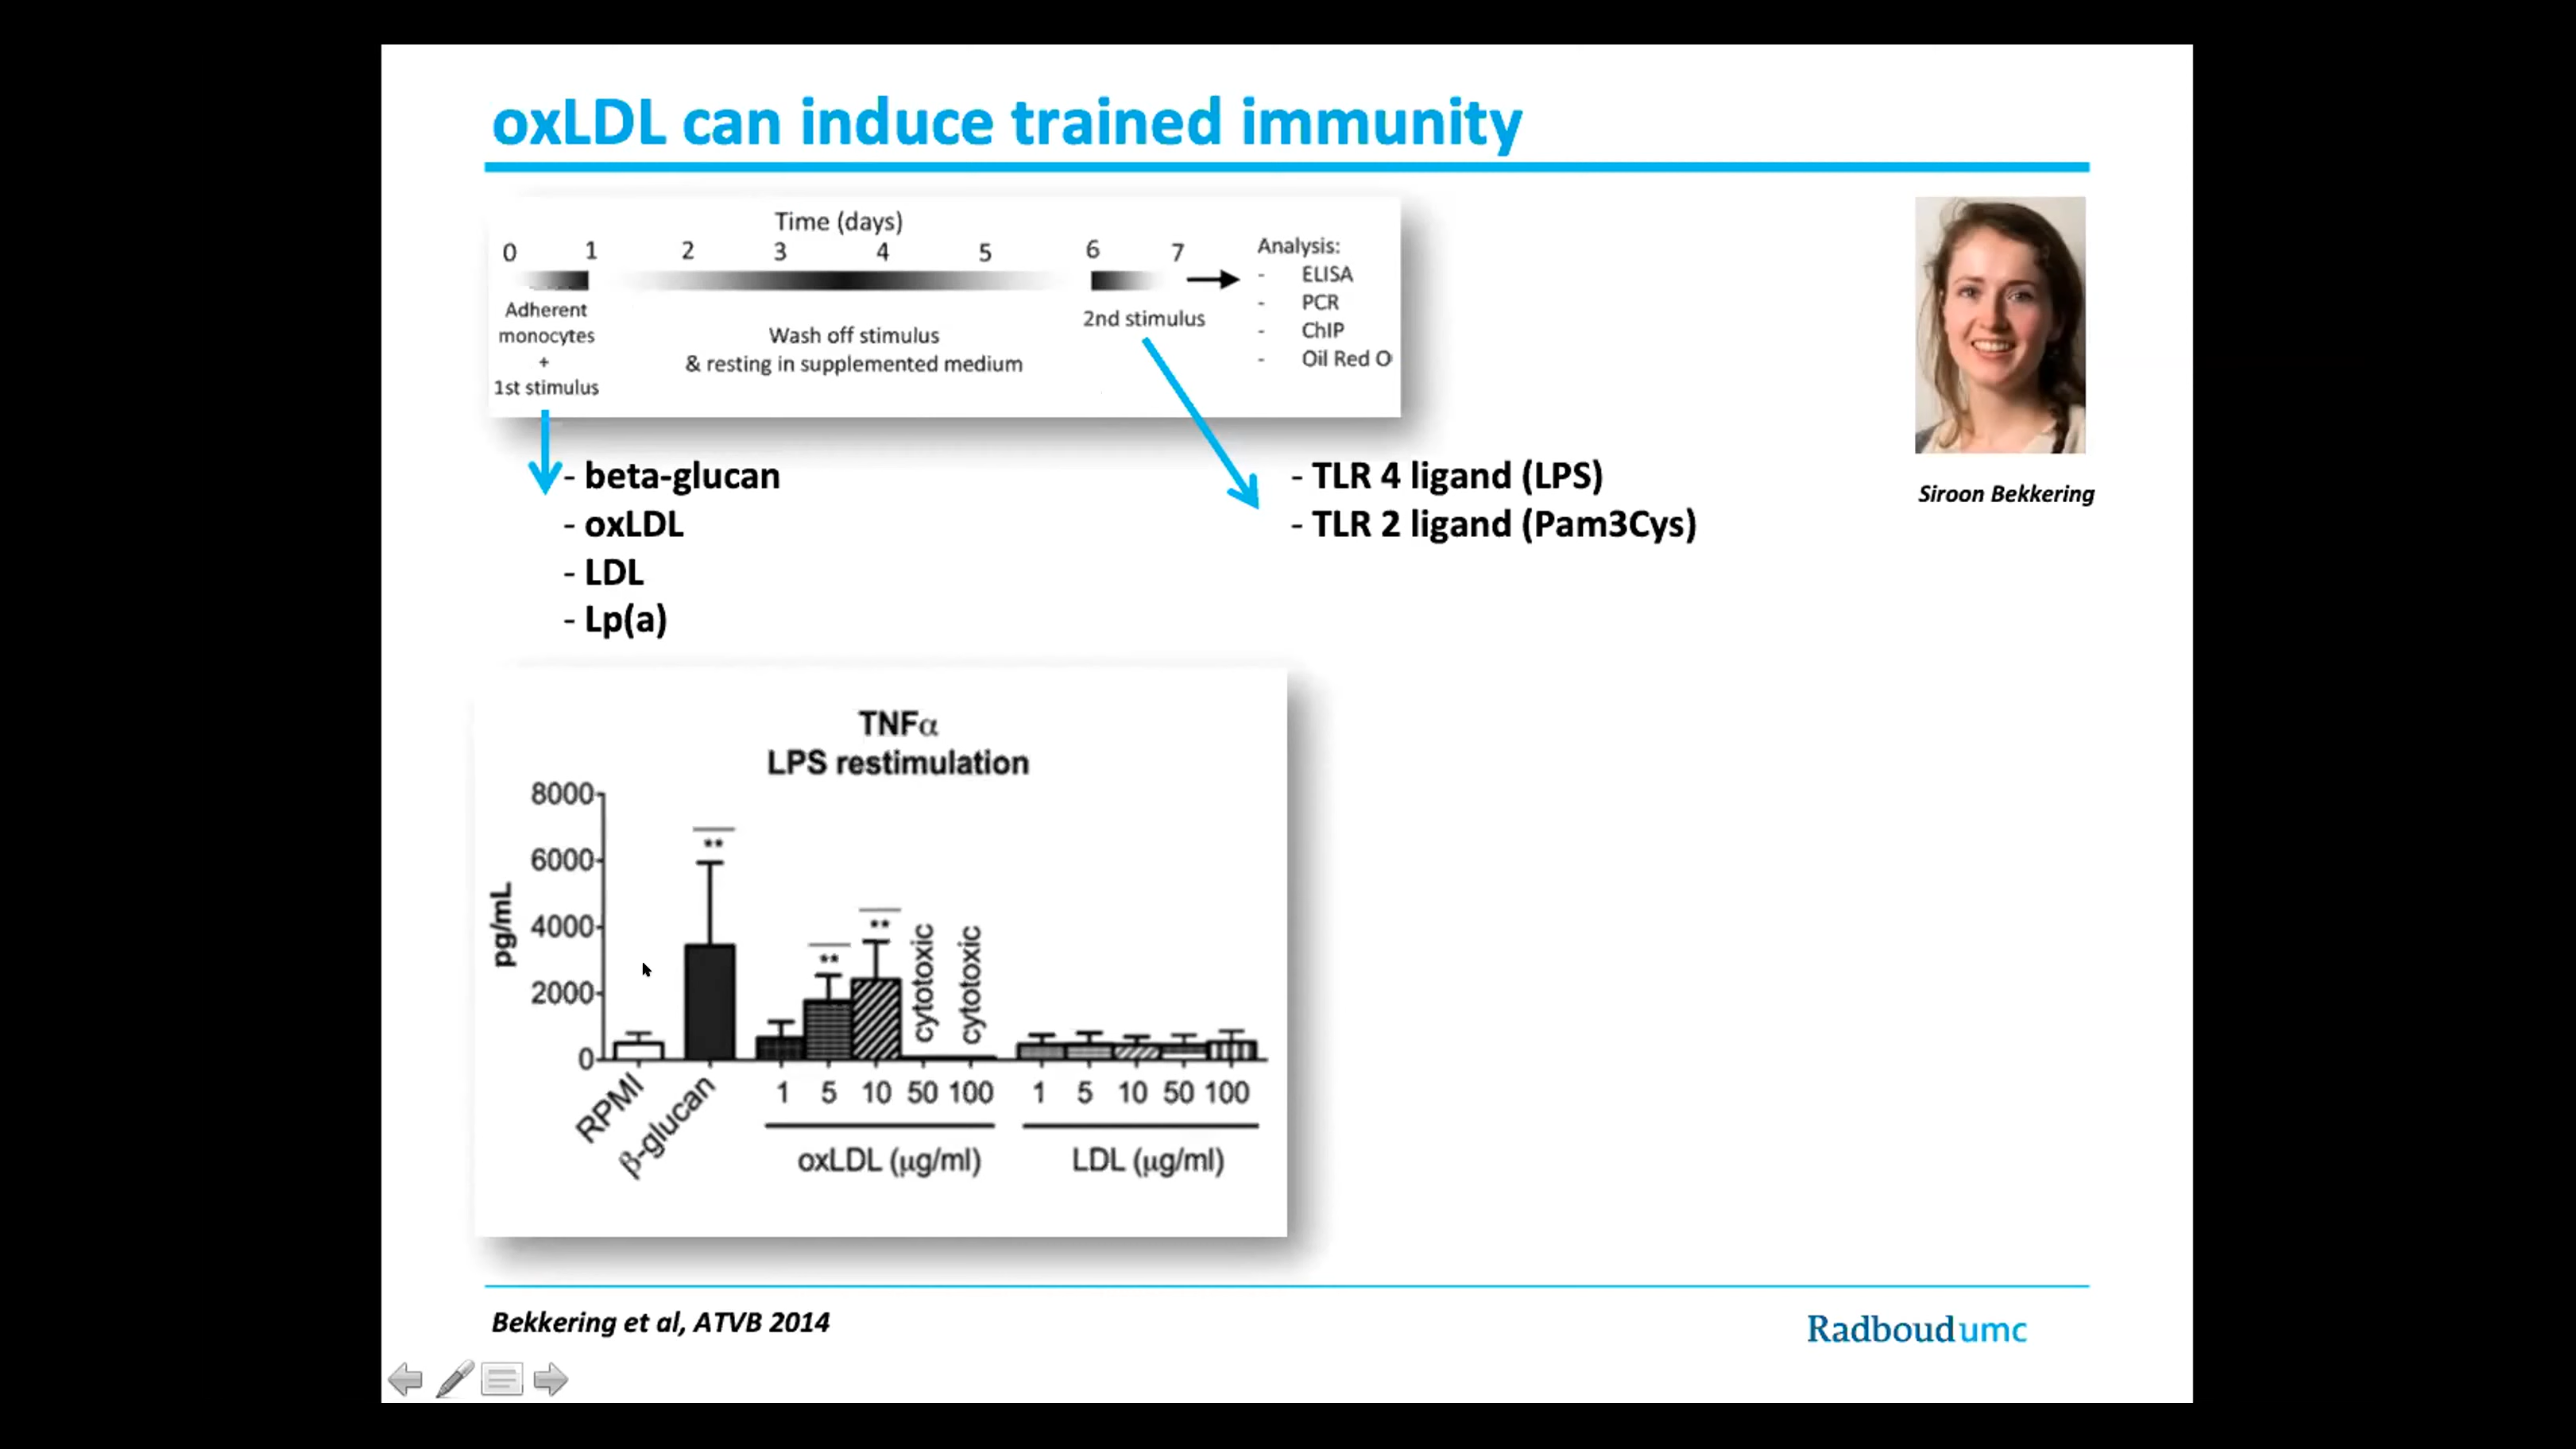 oxLDL can induce trained immunity
Time (days)
0 1 2 3 4 5 6 7
Adherent
monocytes
+
1st stimulus
Wash off stimulus
& resting in supplemented medium
2nd stimulus
Analysis:
- ELISA
- PCR
- ChIP
- Oil Red O
- beta-glucan
- oxLDL
- LDL
- Lp(a)
- TLR 4 ligand (LPS)
- TLR 2 ligand (Pam3Cys)
Siroon Bekkering
TNFα
LPS restimulation
pg/mL
8000
6000
4000
2000
0
**
**
**
cytotoxic
cytotoxic
RPMI
β-glucan
1 5 10 50 100
oxLDL (μg/ml)
1 5 10 50 100
LDL (μg/ml)
Bekkering et al, ATVB 2014
Radboudumc